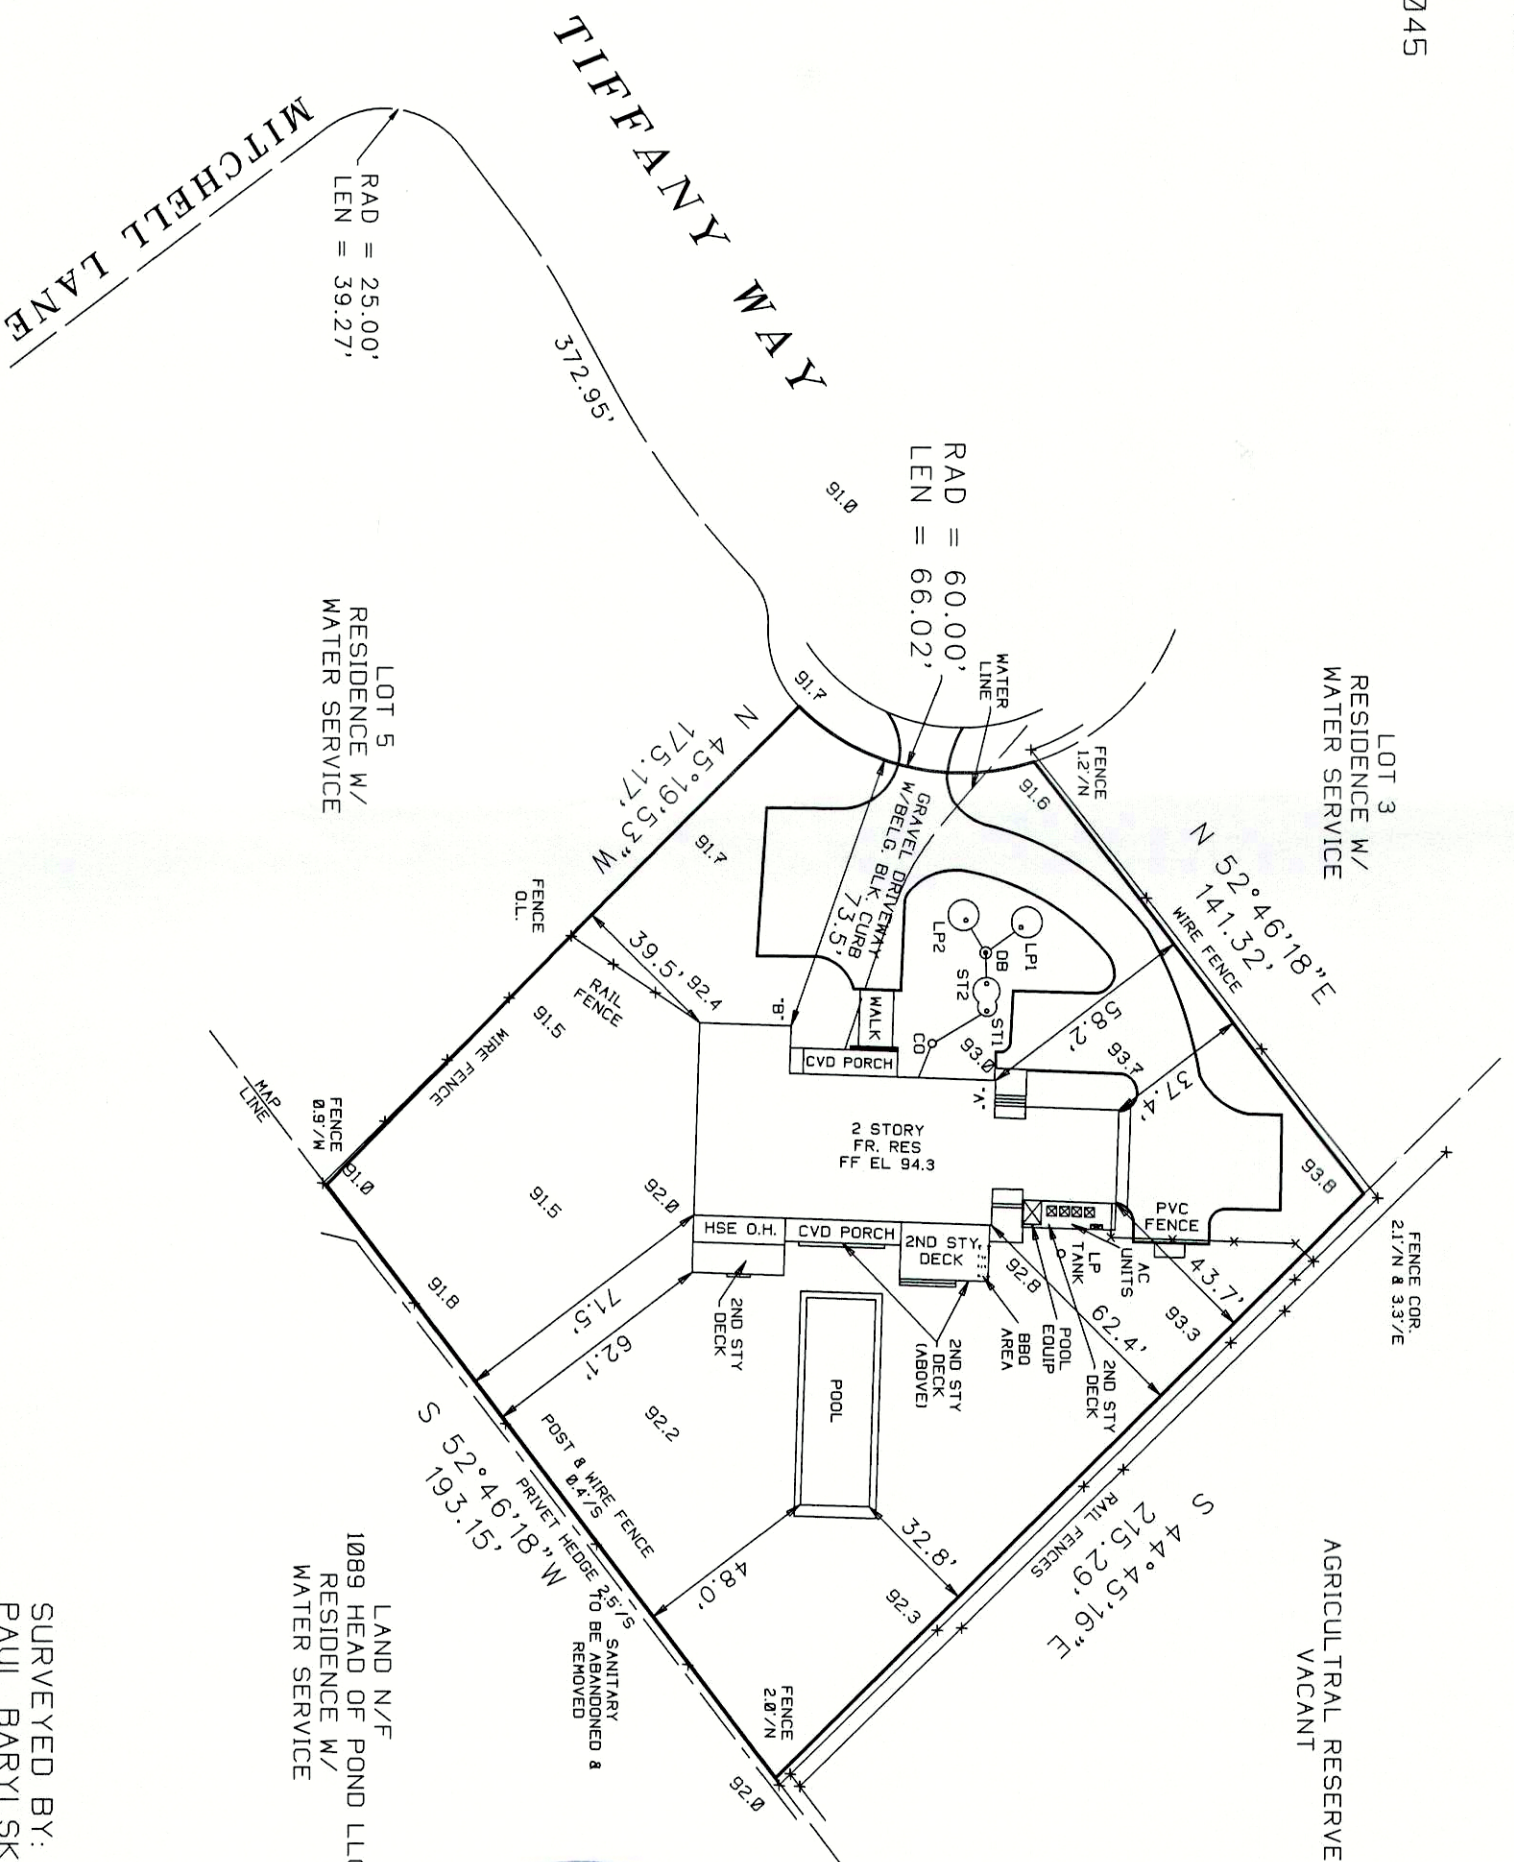 045
TIFFANY WAY
MITCHELL LANE
RAD = 25.00'
LEN = 39.27'
372.95'
91.0
RAD = 60.00'
LEN = 66.02'
WATER
LINE
LOT 3
RESIDENCE W/
WATER SERVICE
LOT 5
RESIDENCE W/
WATER SERVICE
91.7
FENCE
1.2'/N
91.6
N 52°46'18"E
141.32'
WIRE FENCE
N 45°19'53"W
175.17'
91.7
GRAVEL DRIVEWAY
W/BELG. BLK. CURB
73.5'
LP2
LP1
DB
ST2
ST1
CO
58.2'
93.7
37.4'
93.0
FENCE
O.L.
39.5'
92.4
RAIL
FENCE
91.5
WIRE FENCE
"B"
WALK
CVD PORCH
"A"
2 STORY
FR. RES
FF EL 94.3
93.8
PVC
FENCE
FENCE COR.
2.1'/N & 3.3'/E
MAP
LINE
FENCE
0.9'/W
91.0
91.5
92.0
HSE O.H.
CVD PORCH
2ND STY.
DECK
92.8
LP
TANK
AC
UNITS
43.7'
93.3
62.4'
POOL
EQUIP
2ND STY
DECK
BBQ
AREA
2ND STY
DECK
(ABOVE)
2ND STY
DECK
91.8
71.5'
62.1'
92.2
POOL
S 52°46'18"W
193.15'
POST & WIRE FENCE
0.4'/S
PRIVET HEDGE 2.5'/S
48.0'
32.8'
92.3
RAIL FENCES
S 44°45'16"E
215.29'
AGRICULTRAL RESERVE
VACANT
SANITARY
TO BE ABANDONED &
REMOVED
FENCE
2.0'/N
92.0
LAND N/F
1089 HEAD OF POND LLC
RESIDENCE W/
WATER SERVICE
SURVEYED BY:
PAUL BARYLSK